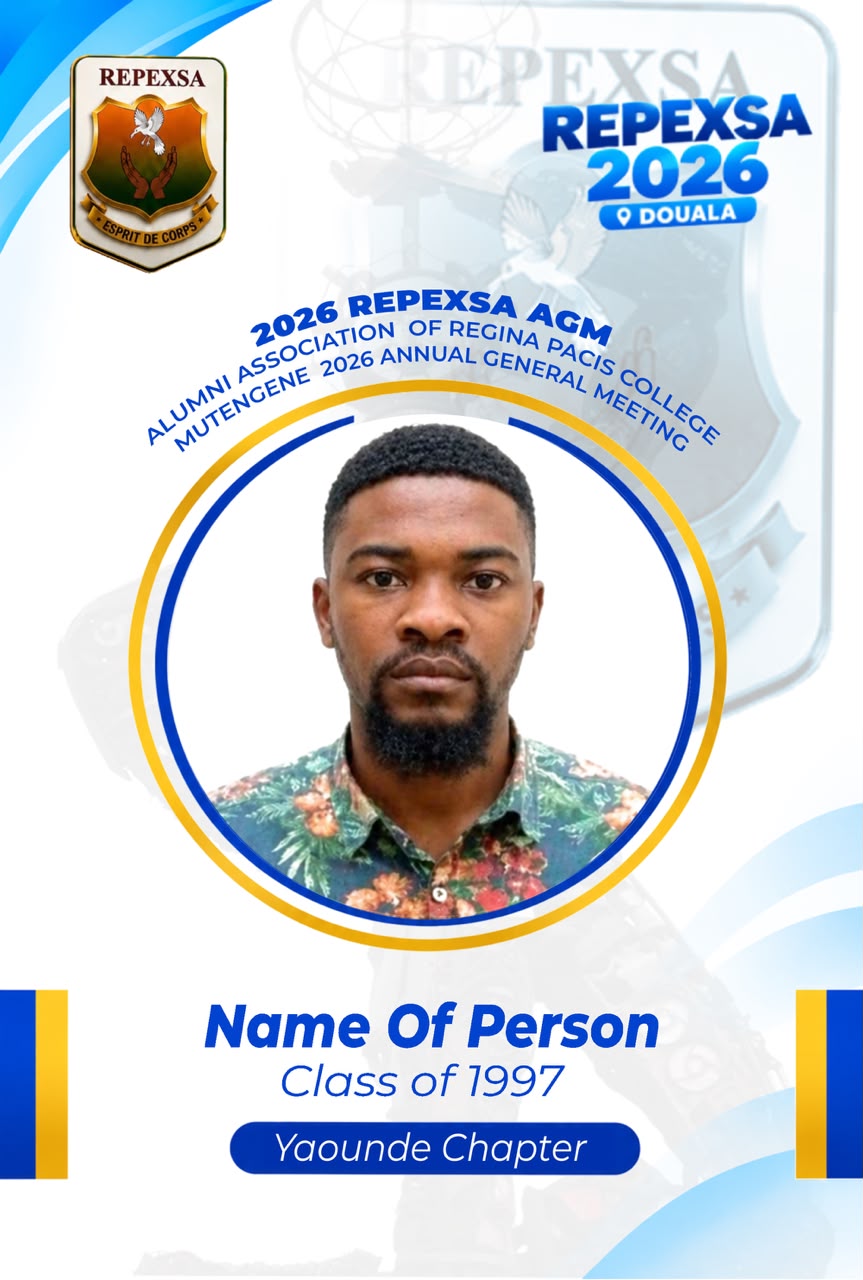 REPEXSA
ESPRIT DE CORPS
REPEXSA
REPEXSA
2026
DOUALA
2026 REPEXSA AGM
ALUMNI ASSOCIATION OF REGINA PACIS COLLEGE
MUTENGENE 2026 ANNUAL GENERAL MEETING
Name Of Person
Class of 1997
Yaounde Chapter